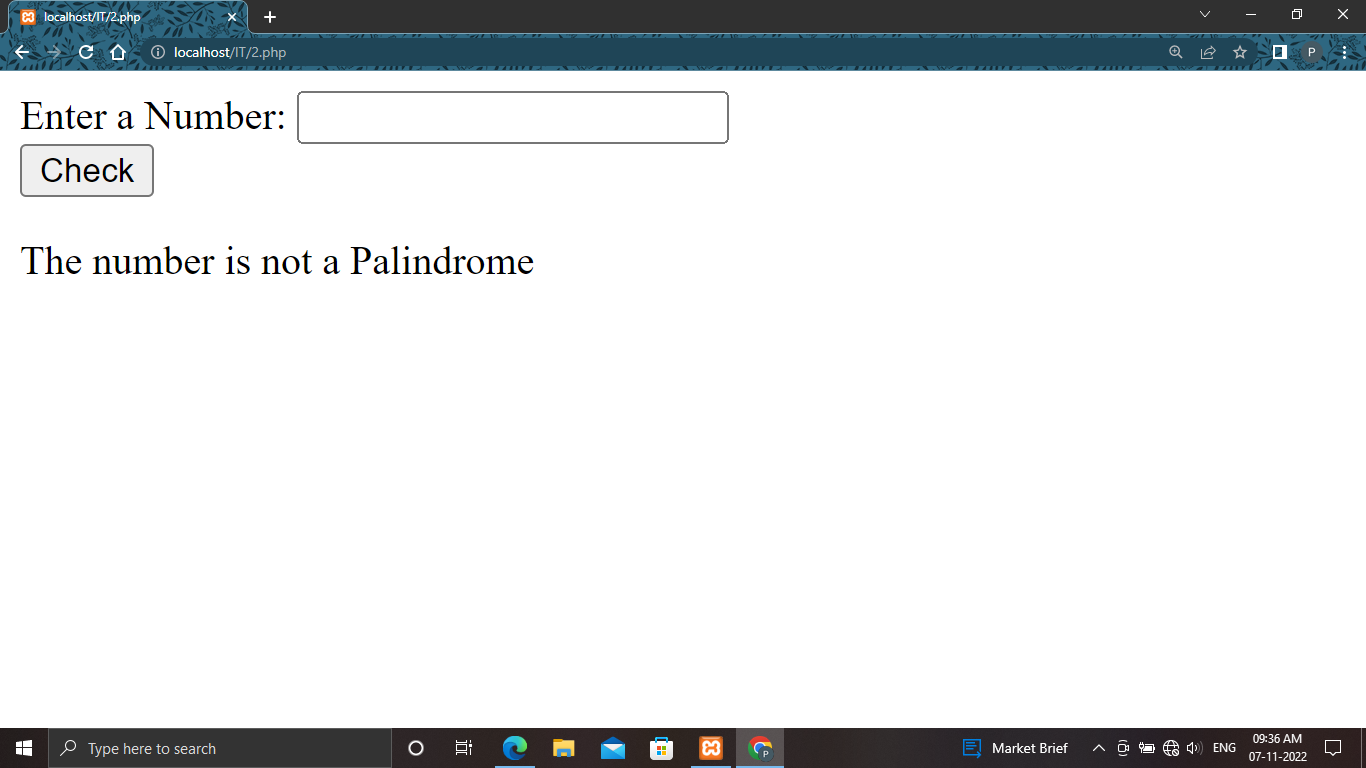 localhost/IT/2.php
localhost/IT/2.php
P
Enter a Number:
Check
The number is not a Palindrome
Type here to search
P
Market Brief
ENG
09:36 AM
07-11-2022